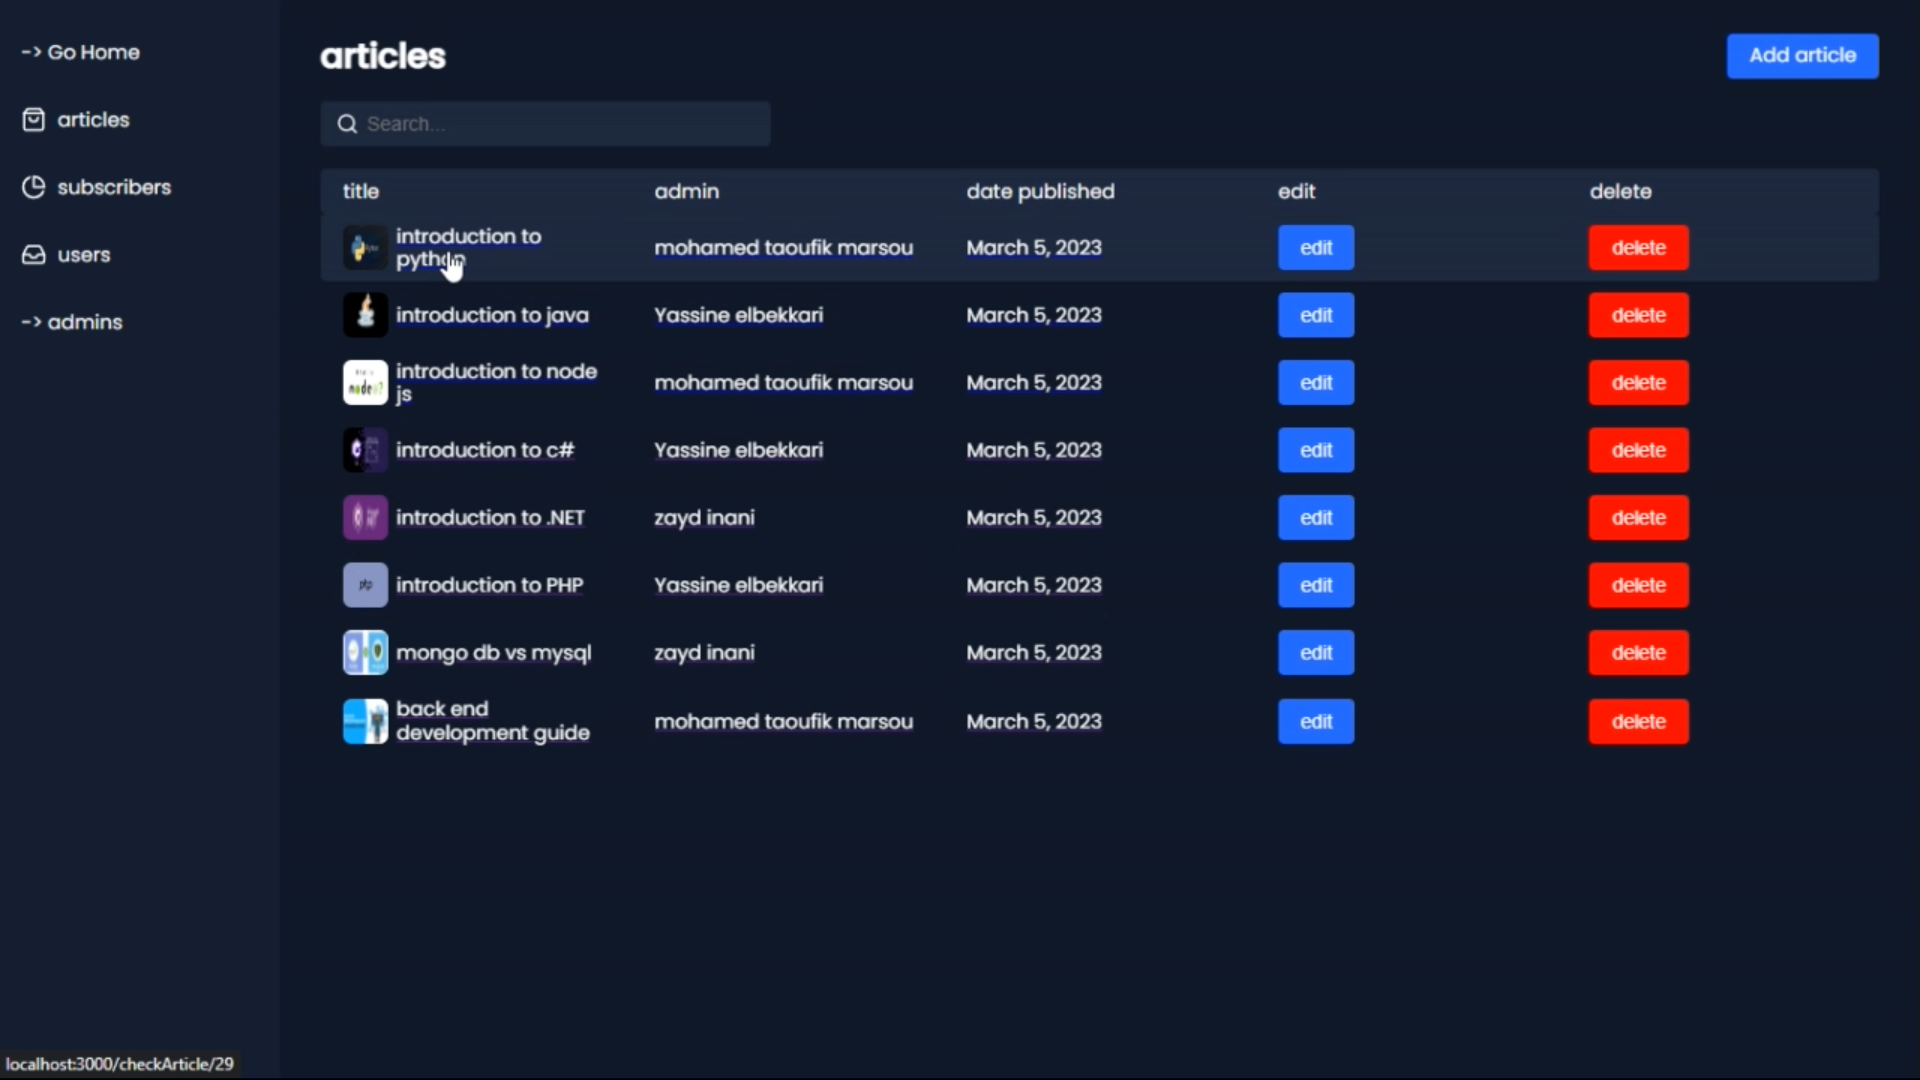 -> Go Home
articles
subscribers
users
-> admins
articles
Add article
Search...
title admin date published edit delete
introduction to
python mohamed taoufik marsou March 5, 2023 edit delete
introduction to java Yassine elbekkari March 5, 2023 edit delete
introduction to node
js mohamed taoufik marsou March 5, 2023 edit delete
introduction to c# Yassine elbekkari March 5, 2023 edit delete
introduction to .NET zayd inani March 5, 2023 edit delete
php introduction to PHP Yassine elbekkari March 5, 2023 edit delete
mongo db vs mysql zayd inani March 5, 2023 edit delete
back end
development guide mohamed taoufik marsou March 5, 2023 edit delete
localhost:3000/checkArticle/29